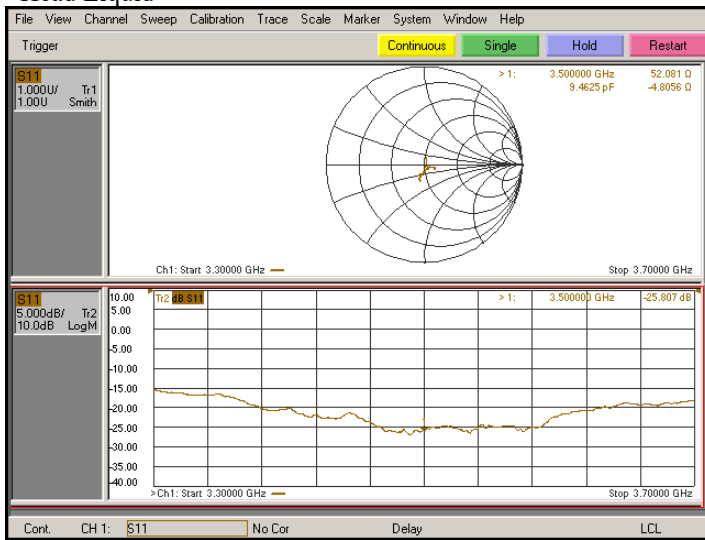 File View Channel Sweep Calibration Trace Scale Marker System Window Help
Trigger Continuous Single Hold Restart
S11
1.000U/ Tr1
1.00U Smith
> 1: 3.500000 GHz 52.081 Ω
9.4625 pF -4.8056 Ω
Ch1: Start 3.30000 GHz Stop 3.70000 GHz
S11
5.000dB/ Tr2
10.0dB LogM
Tr2 dB S11 > 1: 3.500000 GHz -25.807 dB
10.00
5.00
0.00
-5.00
-10.00
-15.00
-20.00
-25.00
-30.00
-35.00
-40.00
1
>Ch1: Start 3.30000 GHz Stop 3.70000 GHz
Cont. CH 1: S11 No Cor Delay LCL